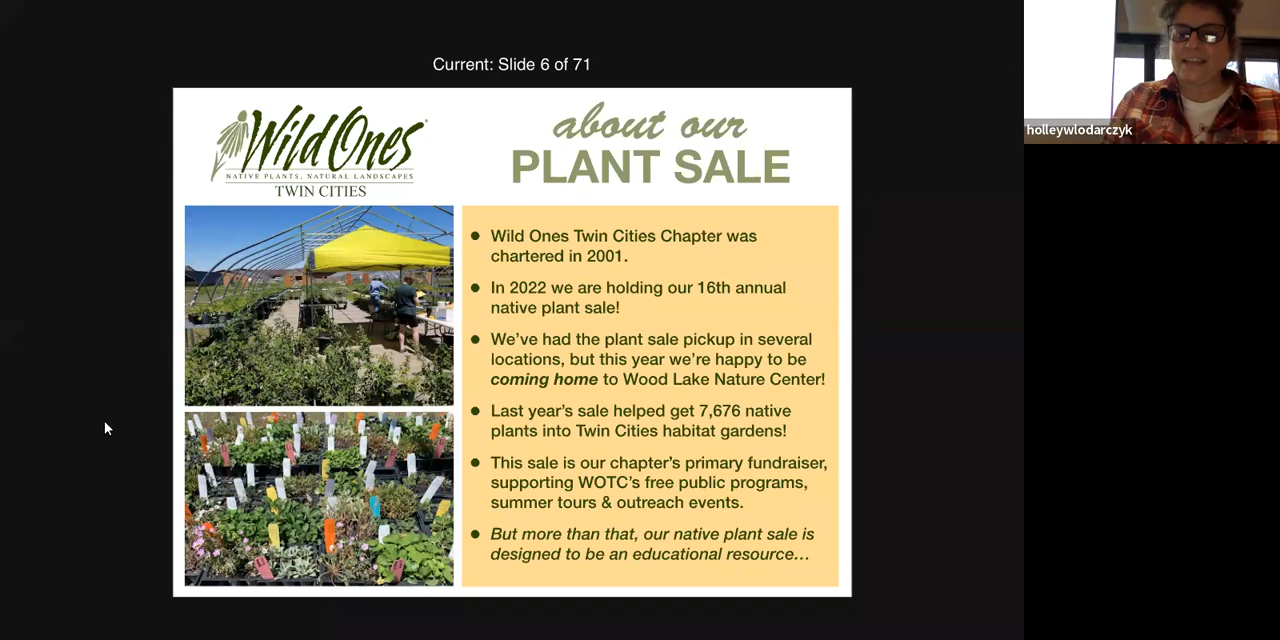 Current: Slide 6 of 71
Wild Ones®
NATIVE PLANTS, NATURAL LANDSCAPES
TWIN CITIES
about our
PLANT SALE
holleywlodarczyk
● Wild Ones Twin Cities Chapter was
chartered in 2001.
● In 2022 we are holding our 16th annual
native plant sale!
● We've had the plant sale pickup in several
locations, but this year we're happy to be
coming home to Wood Lake Nature Center!
● Last year's sale helped get 7,676 native
plants into Twin Cities habitat gardens!
● This sale is our chapter's primary fundraiser,
supporting WOTC's free public programs,
summer tours & outreach events.
● But more than that, our native plant sale is
designed to be an educational resource…